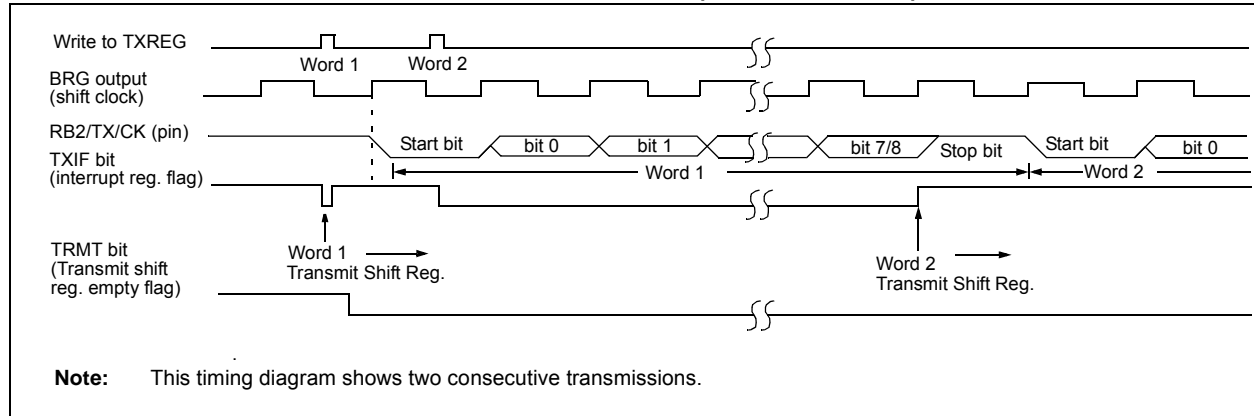 Write to TXREG
Word 1
Word 2
BRG output
(shift clock)
RB2/TX/CK (pin)
Start bit
bit 0
bit 1
bit 7/8
Stop bit
Start bit
bit 0
TXIF bit
(interrupt reg. flag)
Word 1
Word 2
TRMT bit
(Transmit shift
reg. empty flag)
Word 1
Transmit Shift Reg.
Word 2
Transmit Shift Reg.
Note: This timing diagram shows two consecutive transmissions.